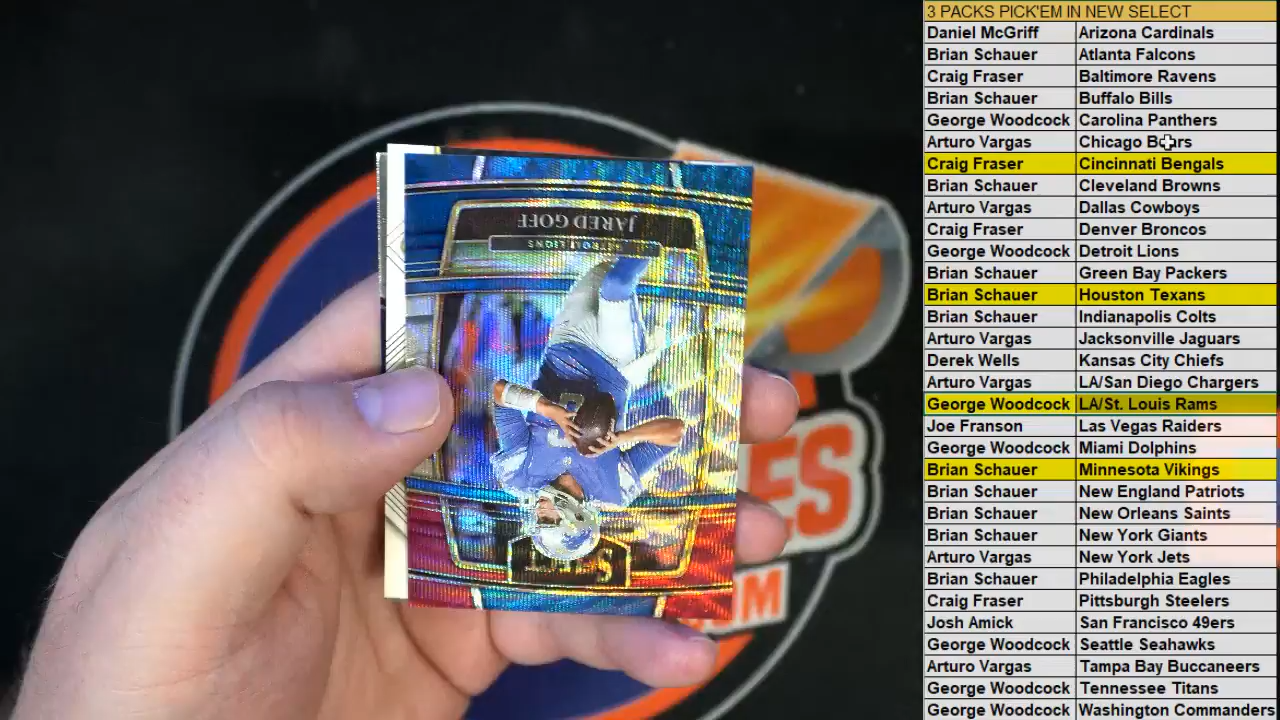 3 PACKS PICK'EM IN NEW SELECT
Daniel McGriff Arizona Cardinals
Brian Schauer Atlanta Falcons
Craig Fraser Baltimore Ravens
Brian Schauer Buffalo Bills
George Woodcock Carolina Panthers
Arturo Vargas Chicago Bears
Craig Fraser Cincinnati Bengals
Brian Schauer Cleveland Browns
Arturo Vargas Dallas Cowboys
Craig Fraser Denver Broncos
George Woodcock Detroit Lions
Brian Schauer Green Bay Packers
Brian Schauer Houston Texans
Brian Schauer Indianapolis Colts
Arturo Vargas Jacksonville Jaguars
Derek Wells Kansas City Chiefs
Arturo Vargas LA/San Diego Chargers
George Woodcock LA/St. Louis Rams
Joe Franson Las Vegas Raiders
George Woodcock Miami Dolphins
Brian Schauer Minnesota Vikings
Brian Schauer New England Patriots
Brian Schauer New Orleans Saints
Brian Schauer New York Giants
Arturo Vargas New York Jets
Brian Schauer Philadelphia Eagles
Craig Fraser Pittsburgh Steelers
Josh Amick San Francisco 49ers
George Woodcock Seattle Seahawks
Arturo Vargas Tampa Bay Buccaneers
George Woodcock Tennessee Titans
George Woodcock Washington Commanders
JARED GOFF
DETROIT LIONS